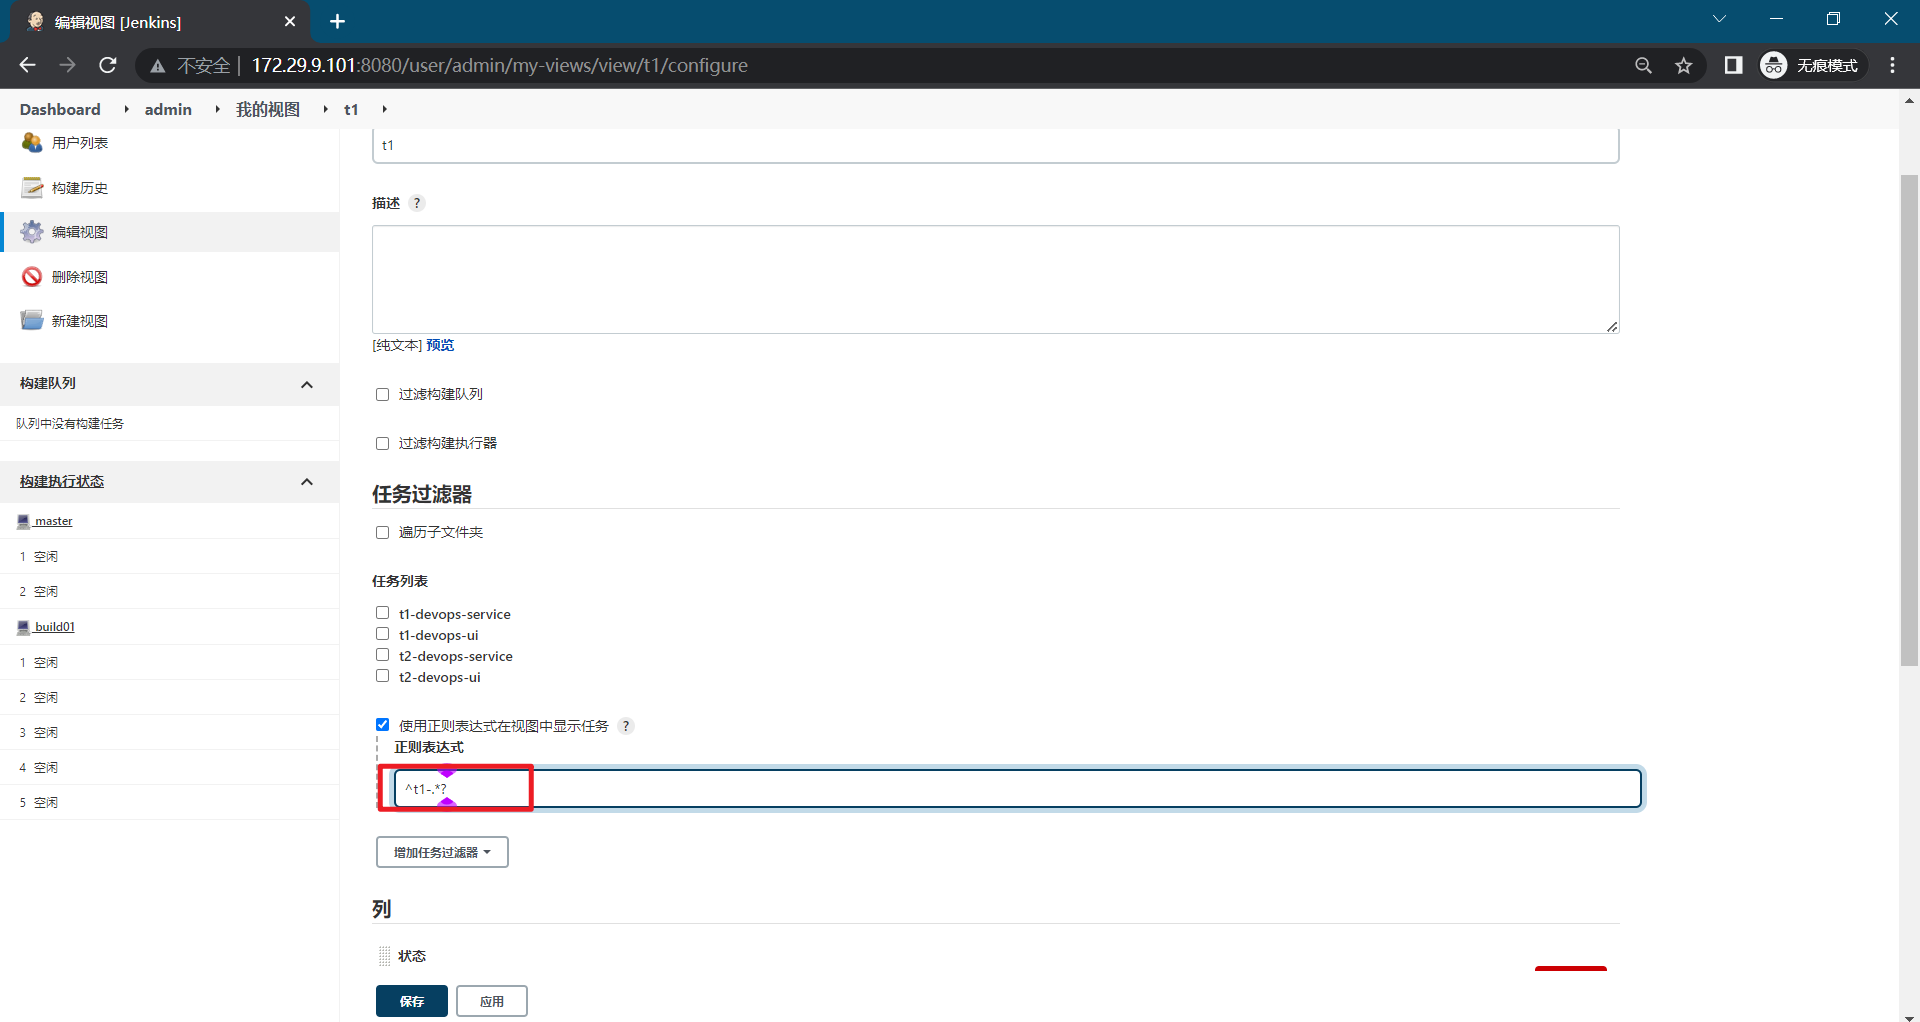 编辑视图 [Jenkins]
不安全 | 172.29.9.101:8080/user/admin/my-views/view/t1/configure
无痕模式
Dashboard admin 我的视图 t1
用户列表
构建历史
编辑视图
删除视图
新建视图
构建队列
队列中没有构建任务
构建执行状态
master
1 空闲
2 空闲
build01
1 空闲
2 空闲
3 空闲
4 空闲
5 空闲
t1
描述 ?
[纯文本] 预览
过滤构建队列
过滤构建执行器
任务过滤器
遍历子文件夹
任务列表
t1-devops-service
t1-devops-ui
t2-devops-service
t2-devops-ui
使用正则表达式在视图中显示任务 ?
正则表达式
^t1-.*?
增加任务过滤器
列
状态
保存 应用